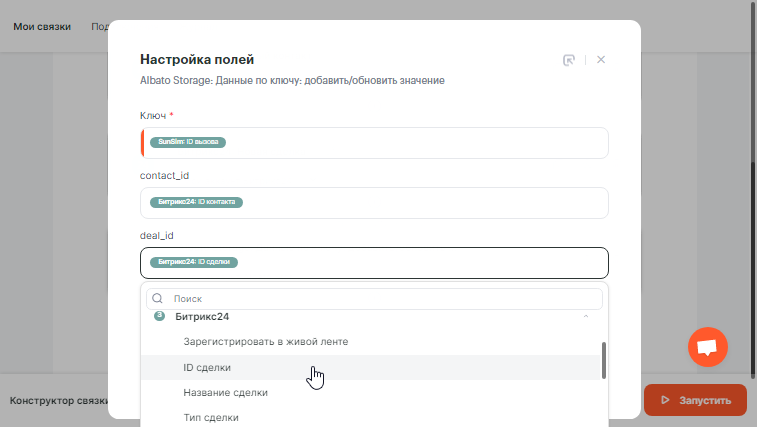 Мои связки
Настройка полей
Albato Storage: Данные по ключу: добавить/обновить значение
Ключ *
SunSim: ID вызова
contact_id
Битрикс24: ID контакта
deal_id
Битрикс24: ID сделки
Поиск
3 Битрикс24
Зарегистрировать в живой ленте
ID сделки
Название сделки
Тип сделки
Конструктор связки
Запустить